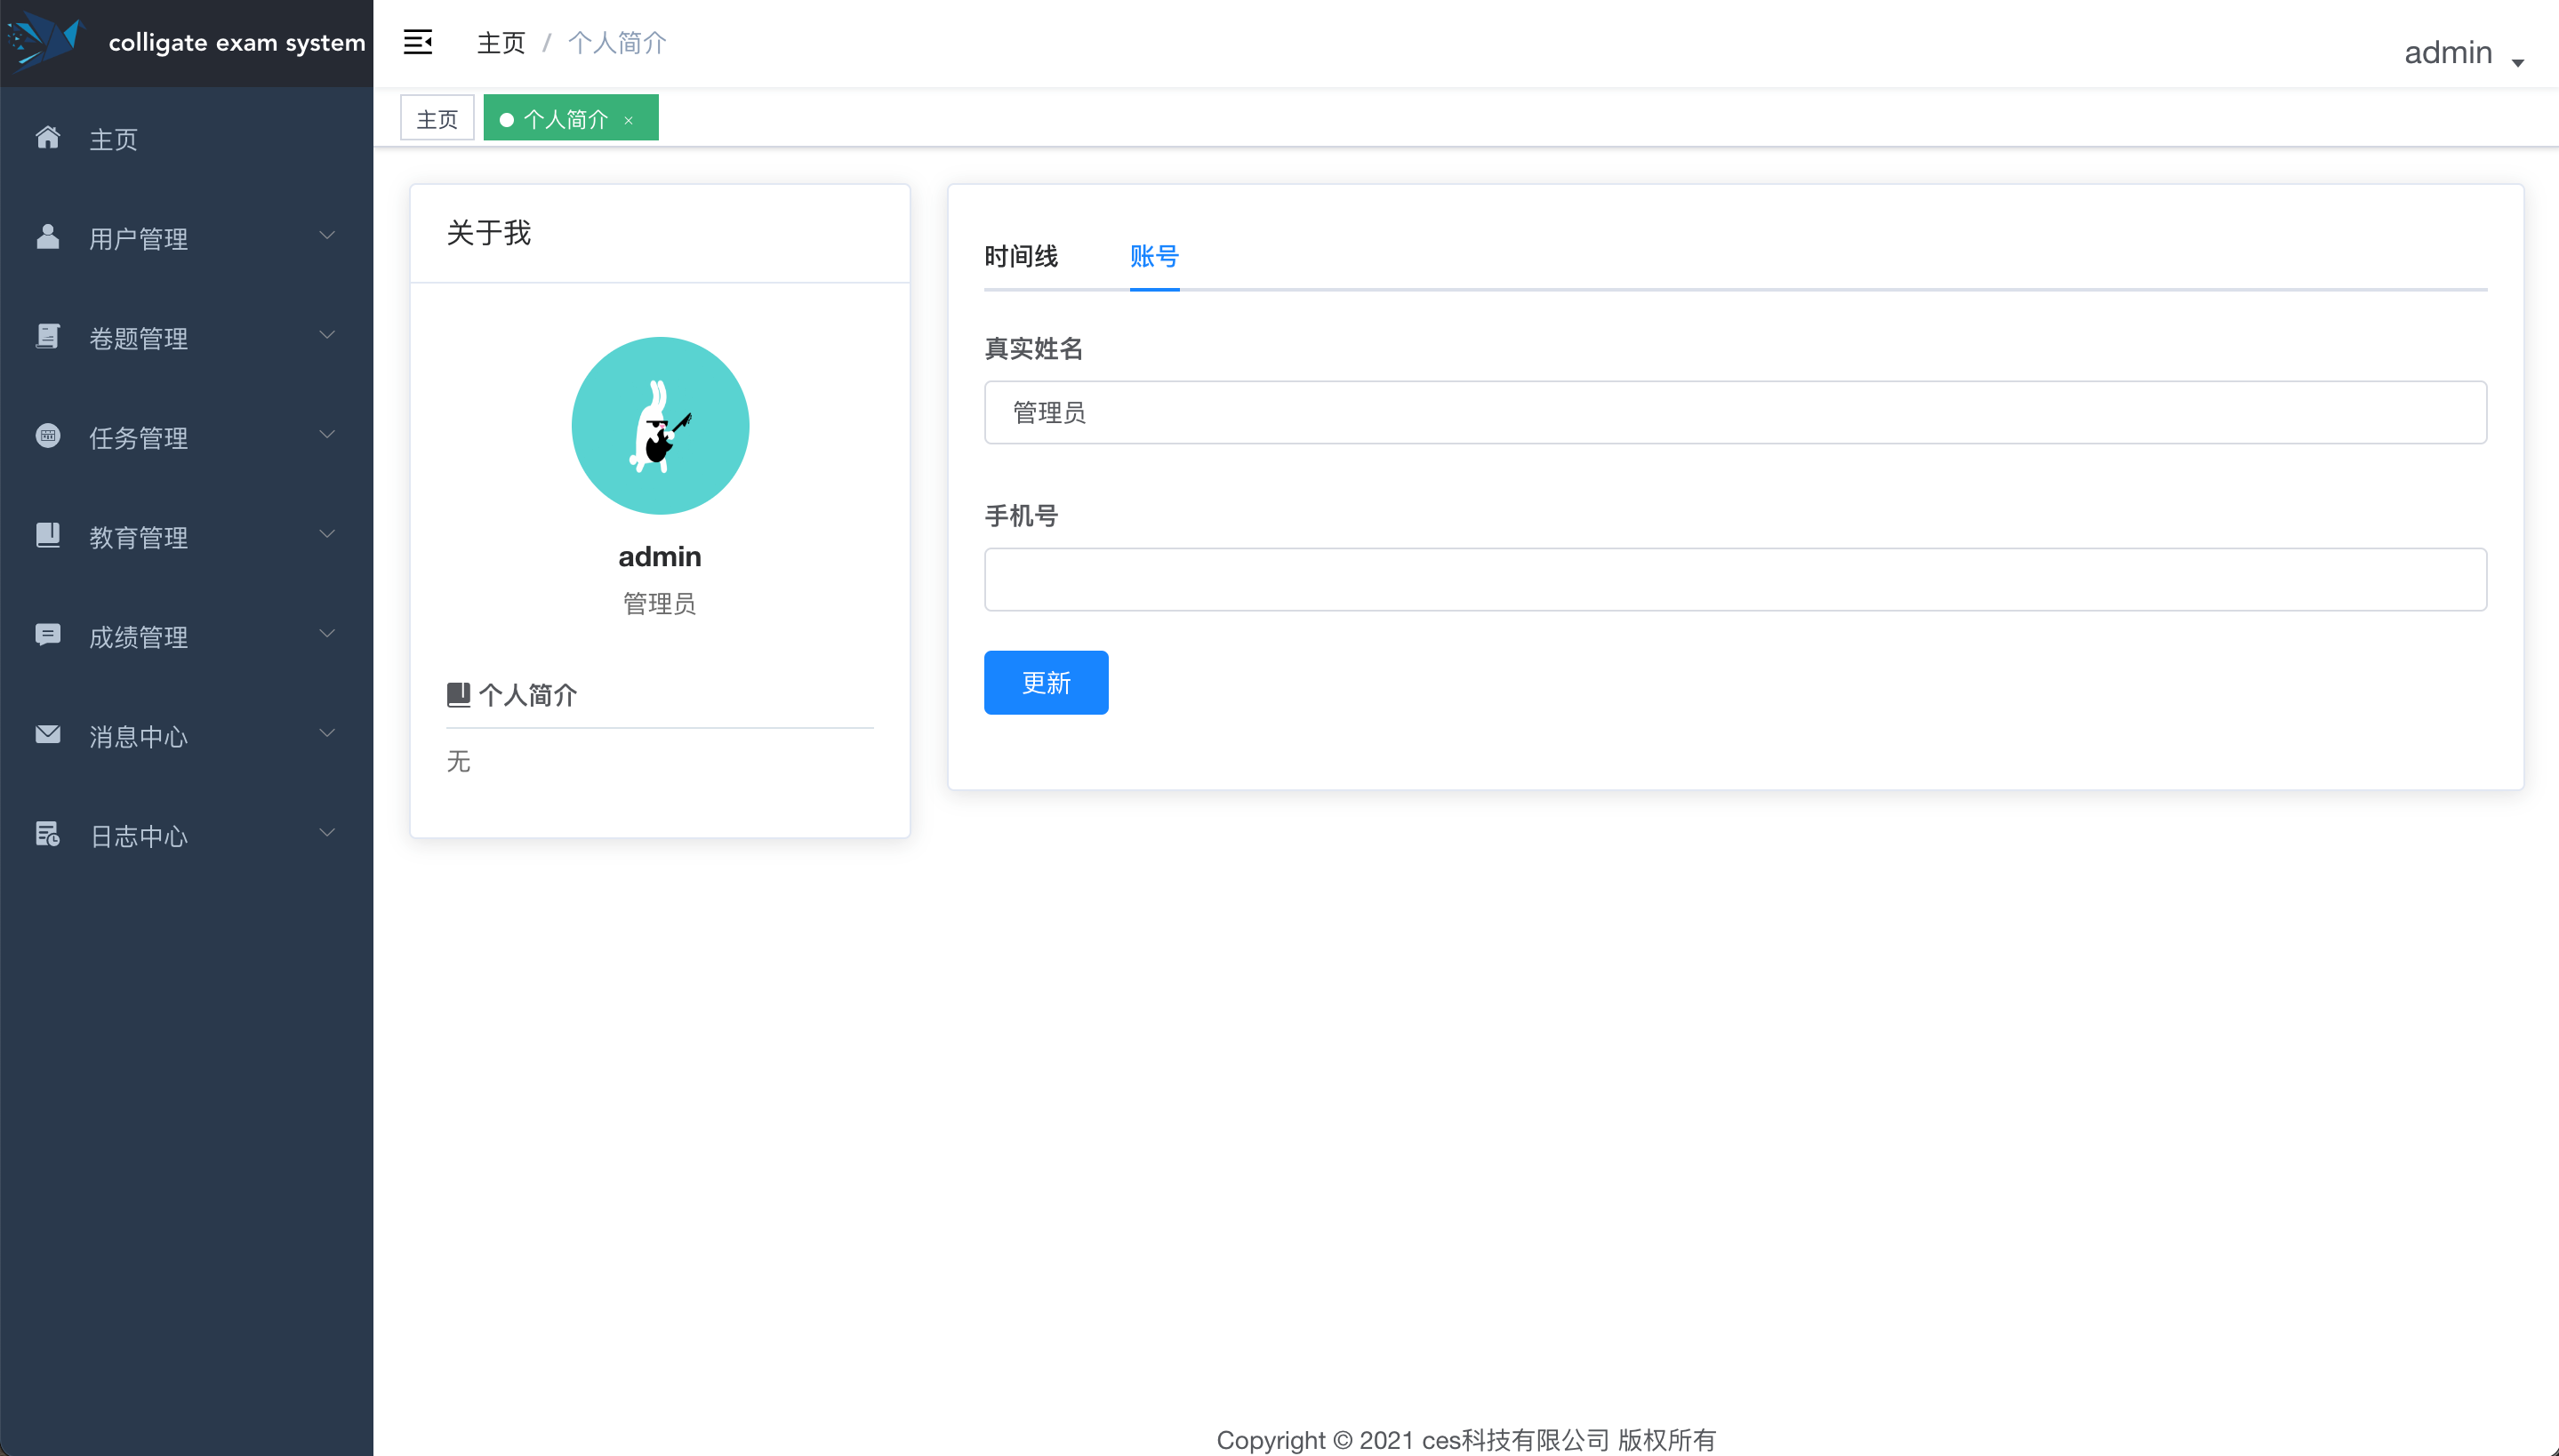 colligate exam system
主页 / 个人简介
admin
主页
个人简介 ×
主页
用户管理
卷题管理
任务管理
教育管理
成绩管理
消息中心
日志中心
关于我
admin
管理员
个人简介
无
时间线
账号
真实姓名
管理员
手机号
更新
Copyright © 2021 ces科技有限公司 版权所有